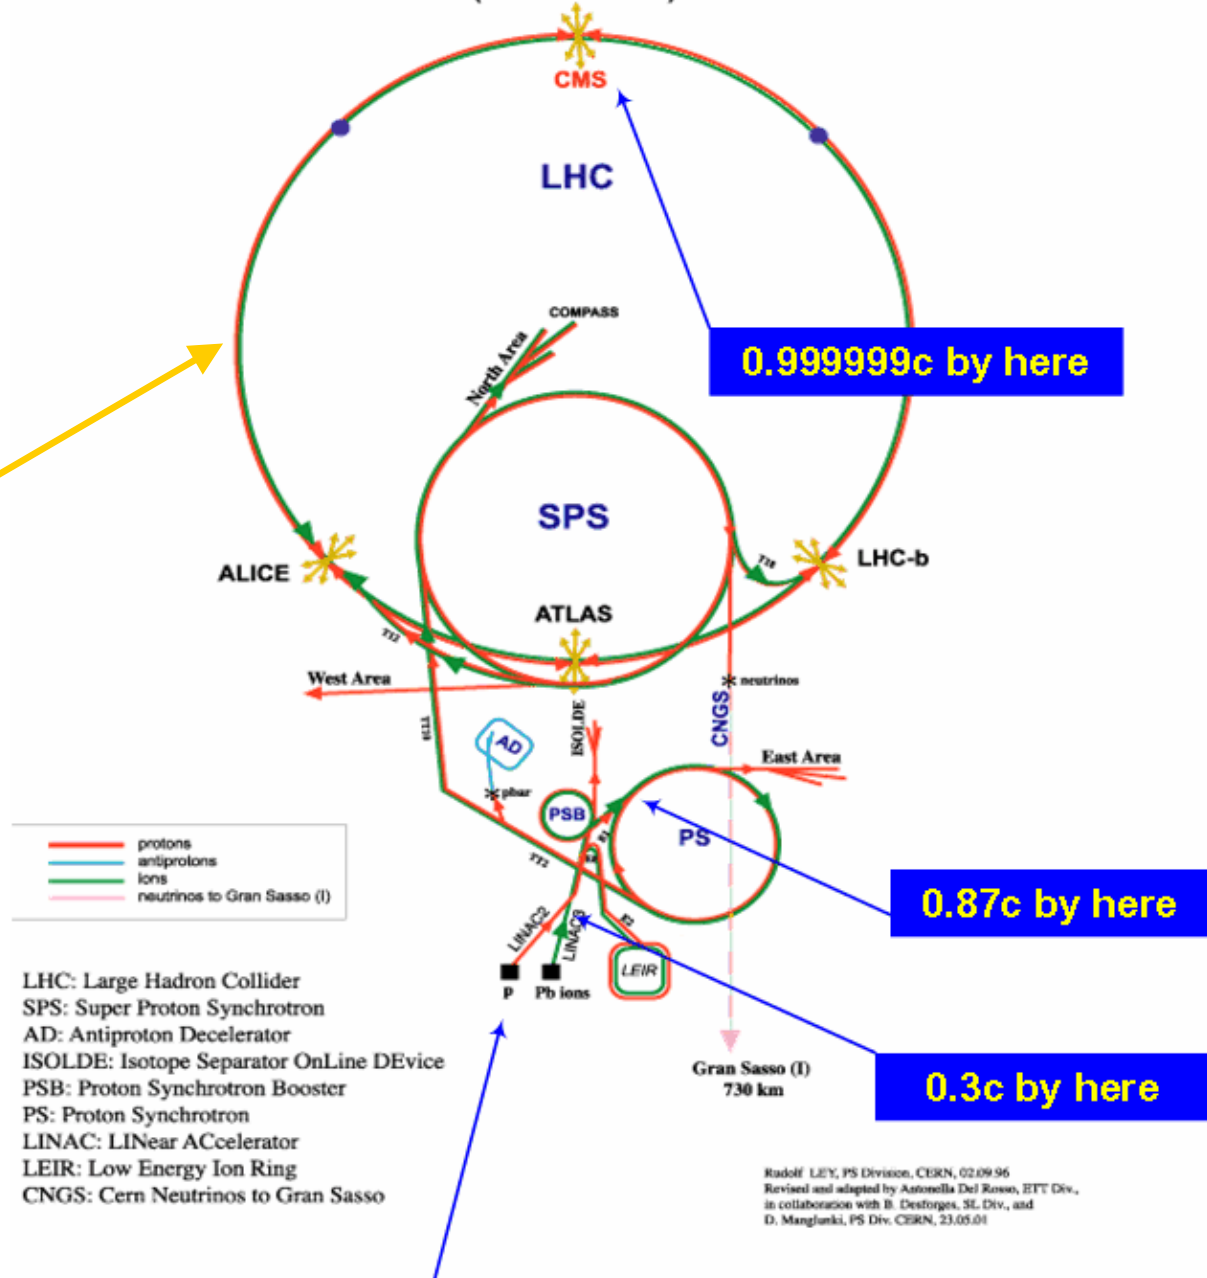 CMS
LHC
COMPASS
North Area
0.999999c by here
SPS
TI8
LHC-b
ALICE
ATLAS
TI2
West Area
neutrinos
ISOLDE
CNGS
TT10
AD
East Area
pbar
PSB
PS
protons
antiprotons
ions
neutrinos to Gran Sasso (I)
TT2
E2
0.87c by here
LINAC2
LINAC3
LEIR
P
Pb ions
LHC: Large Hadron Collider
SPS: Super Proton Synchrotron
AD: Antiproton Decelerator
ISOLDE: Isotope Separator OnLine DEvice
PSB: Proton Synchrotron Booster
PS: Proton Synchrotron
LINAC: LINear ACcelerator
LEIR: Low Energy Ion Ring
CNGS: Cern Neutrinos to Gran Sasso
Gran Sasso (I)
730 km
0.3c by here
Rudolf LEY, PS Division, CERN, 02.09.96
Revised and adapted by Antonella Del Rosso, ETT Div.,
in collaboration with B. Desforges, SL Div., and
D. Manglunki, PS Div. CERN, 23.05.01